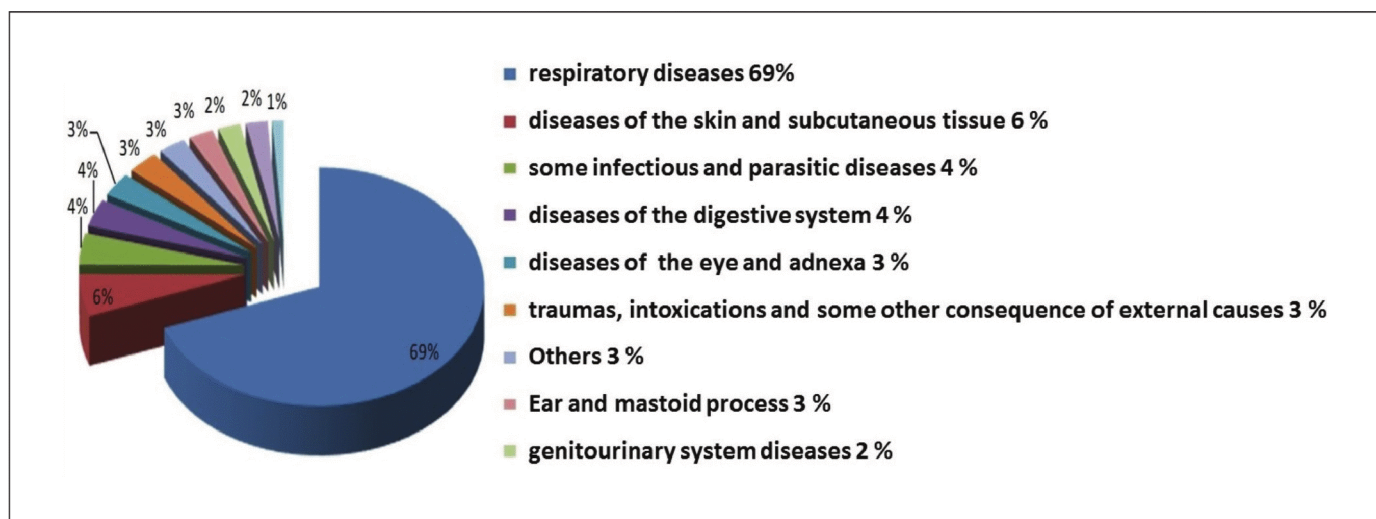 3%
2%
2%
1%
3%
3%
3%
4%
4%
6%
69%
respiratory diseases 69%
diseases of the skin and subcutaneous tissue 6 %
some infectious and parasitic diseases 4 %
diseases of the digestive system 4 %
diseases of  the eye and adnexa 3 %
traumas, intoxications and some other consequence of external causes 3 %
Others 3 %
Ear and mastoid process 3 %
genitourinary system diseases 2 %